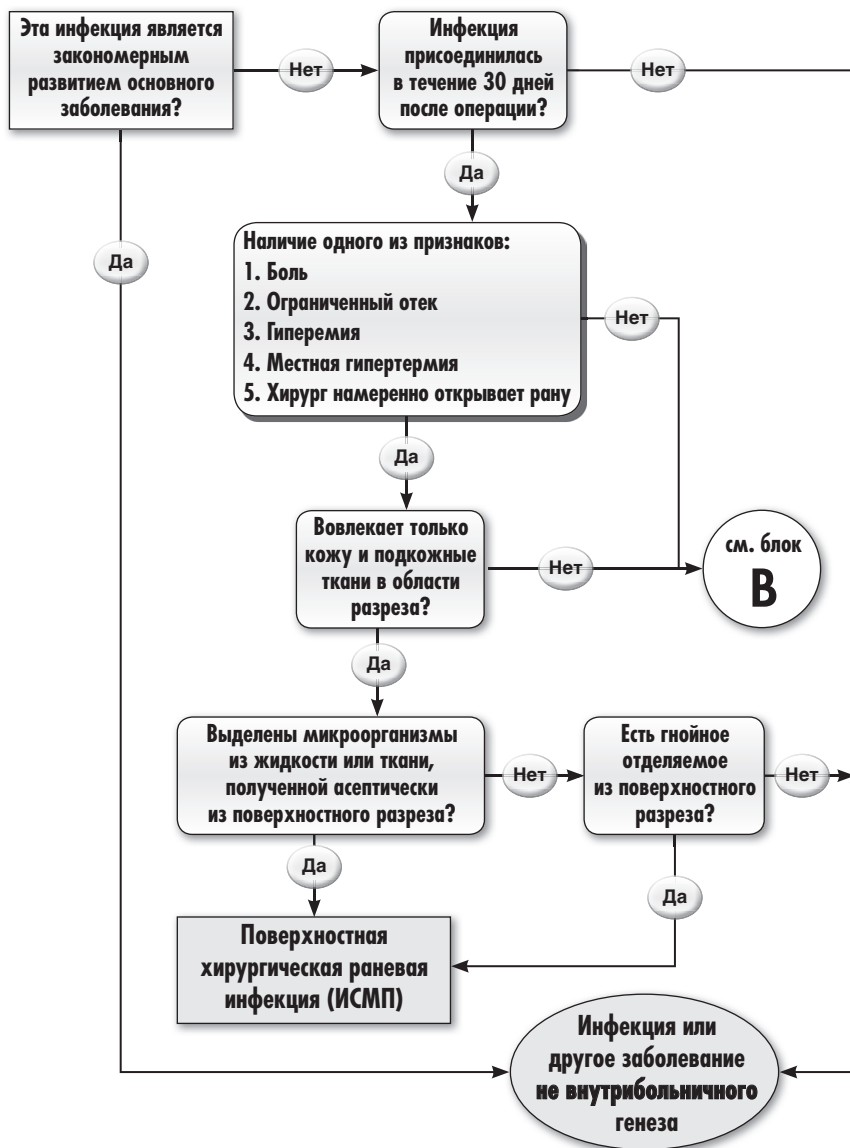 Эта инфекция является
закономерным
развитием основного
заболевания?
Нет
Инфекция
присоединилась
в течение 30 дней
после операции?
Нет
Да
Да
Наличие одного из признаков:
1. Боль
2. Ограниченный отек
3. Гиперемия
4. Местная гипертермия
5. Хирург намеренно открывает рану
Нет
Да
Вовлекает только
кожу и подкожные
ткани в области
разреза?
Нет
см. блок
В
Да
Выделены микроорганизмы
из жидкости или ткани,
полученной асептически
из поверхностного разреза?
Нет
Есть гнойное
отделяемое
из поверхностного
разреза?
Нет
Да
Да
Поверхностная
хирургическая раневая
инфекция (ИСМП)
Инфекция или
другое заболевание
не внутрибольничного
генеза